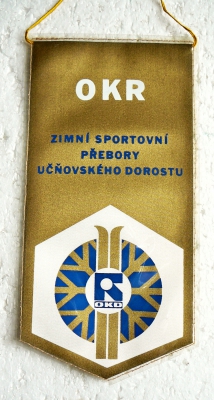 OKR
ZIMNÍ SPORTOVNÍ
PŘEBORY
UČŇOVSKÉHO DOROSTU
OKD